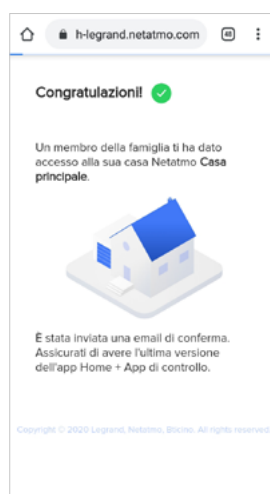 h-legrand.netatmo.com
48
Congratulazioni!
Un membro della famiglia ti ha dato
accesso alla sua casa Netatmo Casa
principale.
È stata inviata una email di conferma.
Assicurati di avere l'ultima versione
dell'app Home + App di controllo.
Copyright © 2020 Legrand, Netatmo, Bticino. All rights reserved.